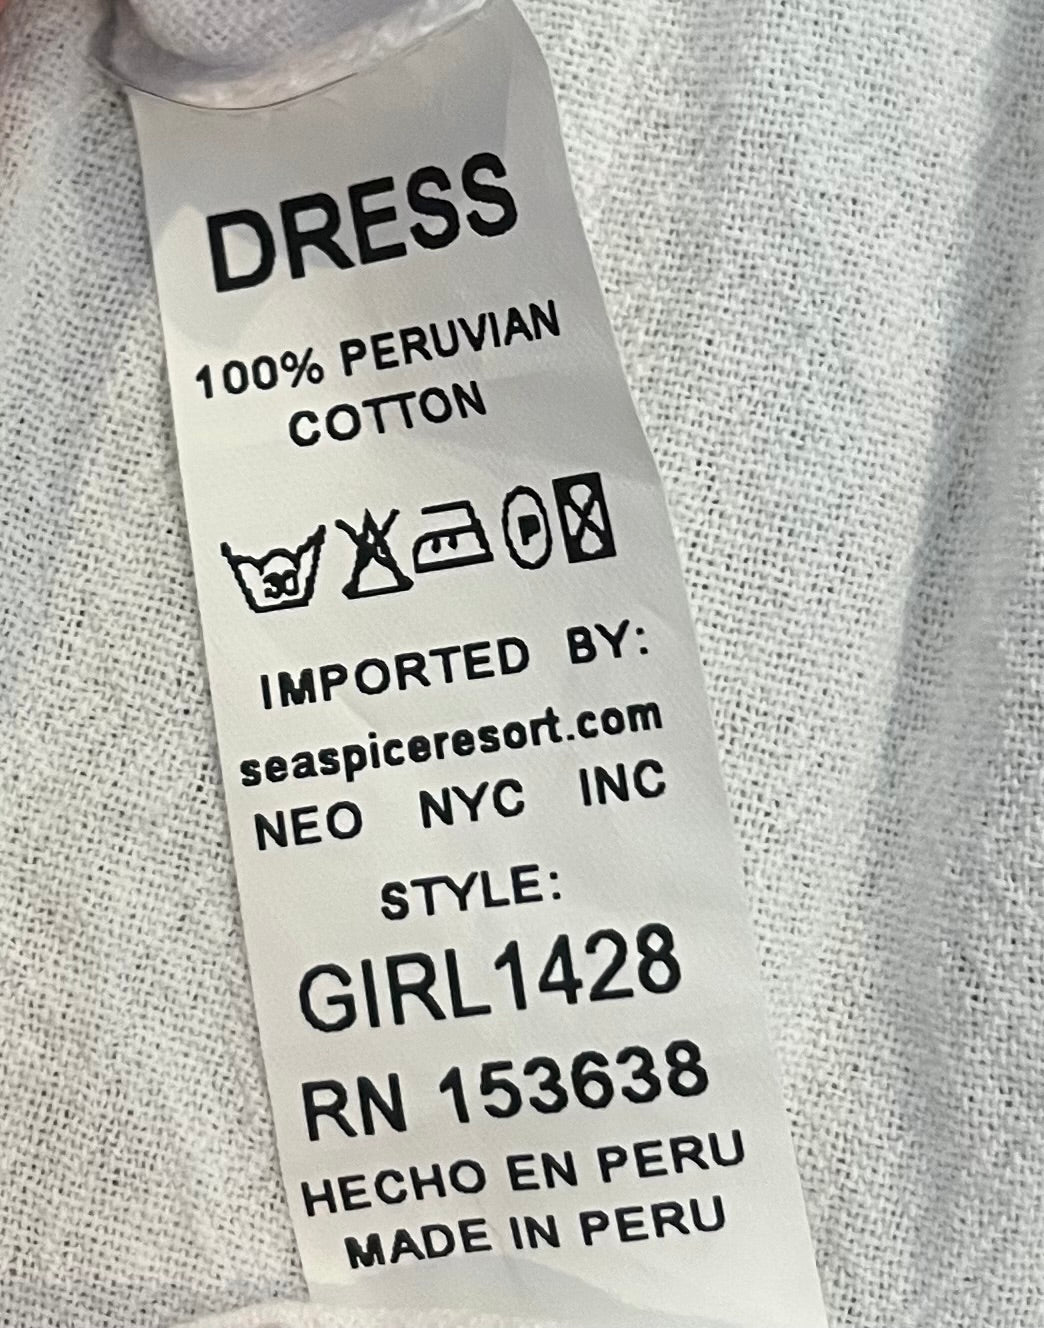 DRESS
100% PERUVIAN
COTTON
30 P
IMPORTED BY:
seaspiceresort.com
NEO NYC INC
STYLE:
GIRL1428
RN 153638
HECHO EN PERU
MADE IN PERU